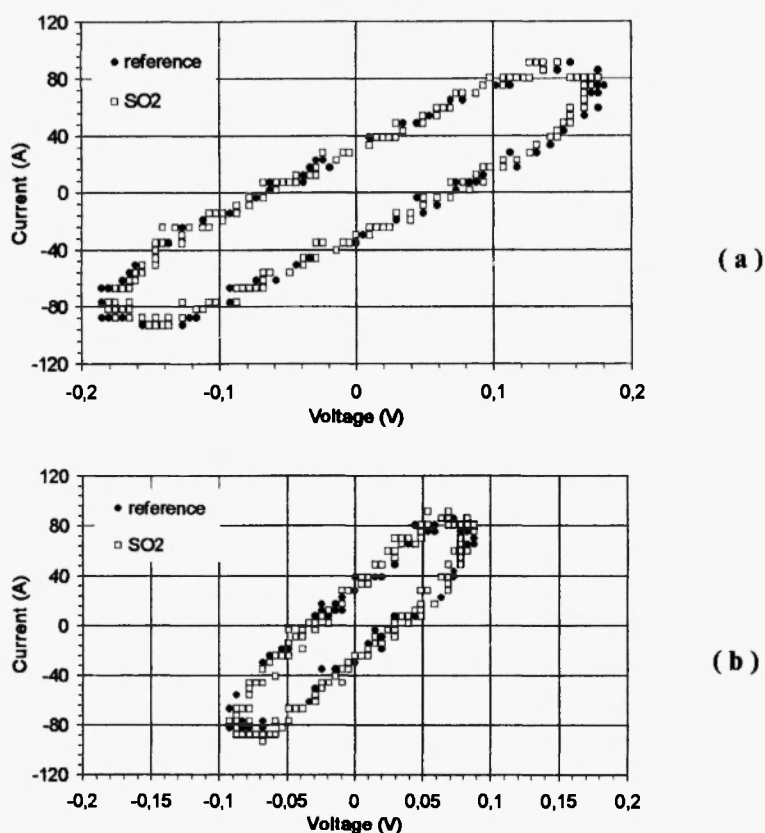 120
80
40
0
-40
-80
-120
Current (A)
reference
SO2
-0,2
-0,1
0
0,1
0,2
Voltage (V)
( a )
120
80
40
0
-40
-80
-120
Current (A)
reference
SO2
-0,2
-0,15
-0,1
-0,05
0
0,05
0,1
0,15
0,2
Voltage (V)
( b )